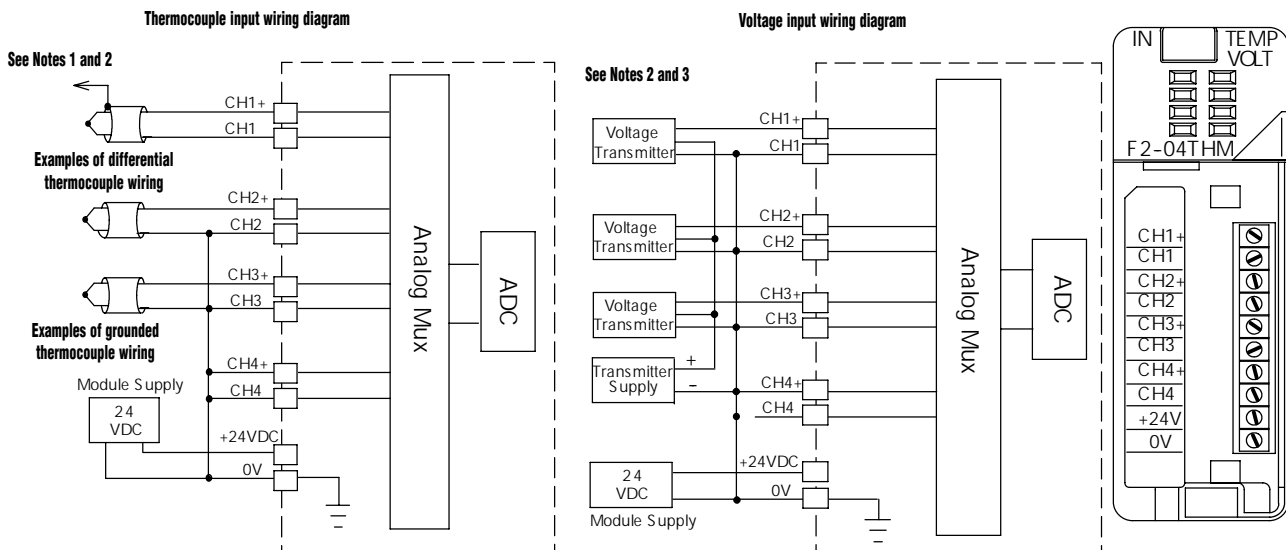 Thermocouple input wiring diagram
See Notes 1 and 2
CH1+
CH1
Examples of differential
thermocouple wiring
CH2+
CH2
CH3+
CH3
Examples of grounded
thermocouple wiring
CH4+
CH4
Module Supply
24
VDC
+24VDC
0V
Analog Mux
ADC
Voltage input wiring diagram
See Notes 2 and 3
Voltage
Transmitter
CH1+
CH1
Voltage
Transmitter
CH2+
CH2
Voltage
Transmitter
CH3+
CH3
Transmitter
Supply
+
–
CH4+
CH4
24
VDC
Module Supply
+24VDC
0V
Analog Mux
ADC
IN
TEMP
VOLT
F2-04THM
CH1+
CH1
CH2+
CH2
CH3+
CH3
CH4+
CH4
+24V
0V